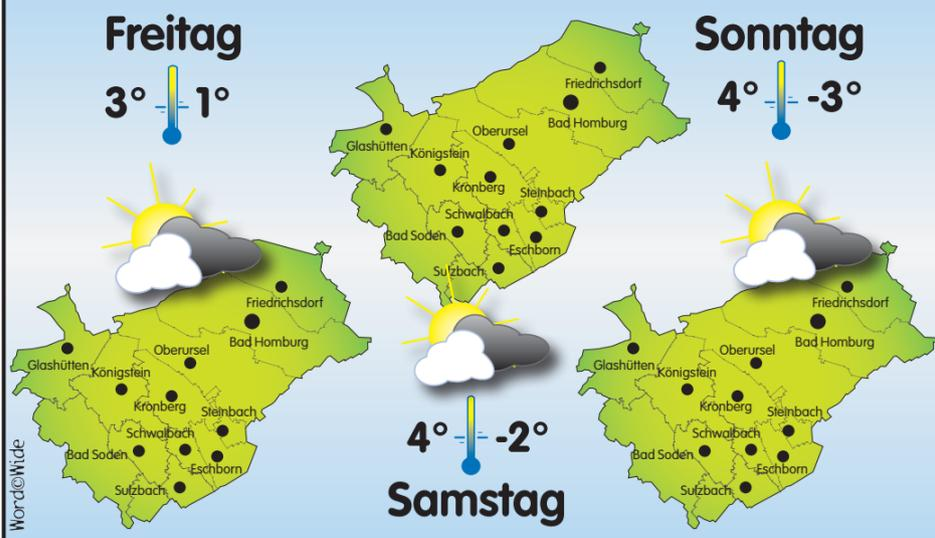 Freitag
3° 1°
Friedrichsdorf
Bad Homburg
Oberursel
Glashütten
Königstein
Kronberg
Steinbach
Schwalbach
Bad Soden
Eschborn
Sulzbach
Friedrichsdorf
Bad Homburg
Oberursel
Glashütten
Königstein
Kronberg
Steinbach
Schwalbach
Bad Soden
Eschborn
Sulzbach
4° -2°
Samstag
Sonntag
4° -3°
Friedrichsdorf
Bad Homburg
Oberursel
Glashütten
Königstein
Kronberg
Steinbach
Schwalbach
Bad Soden
Eschborn
Sulzbach
Word©Wide